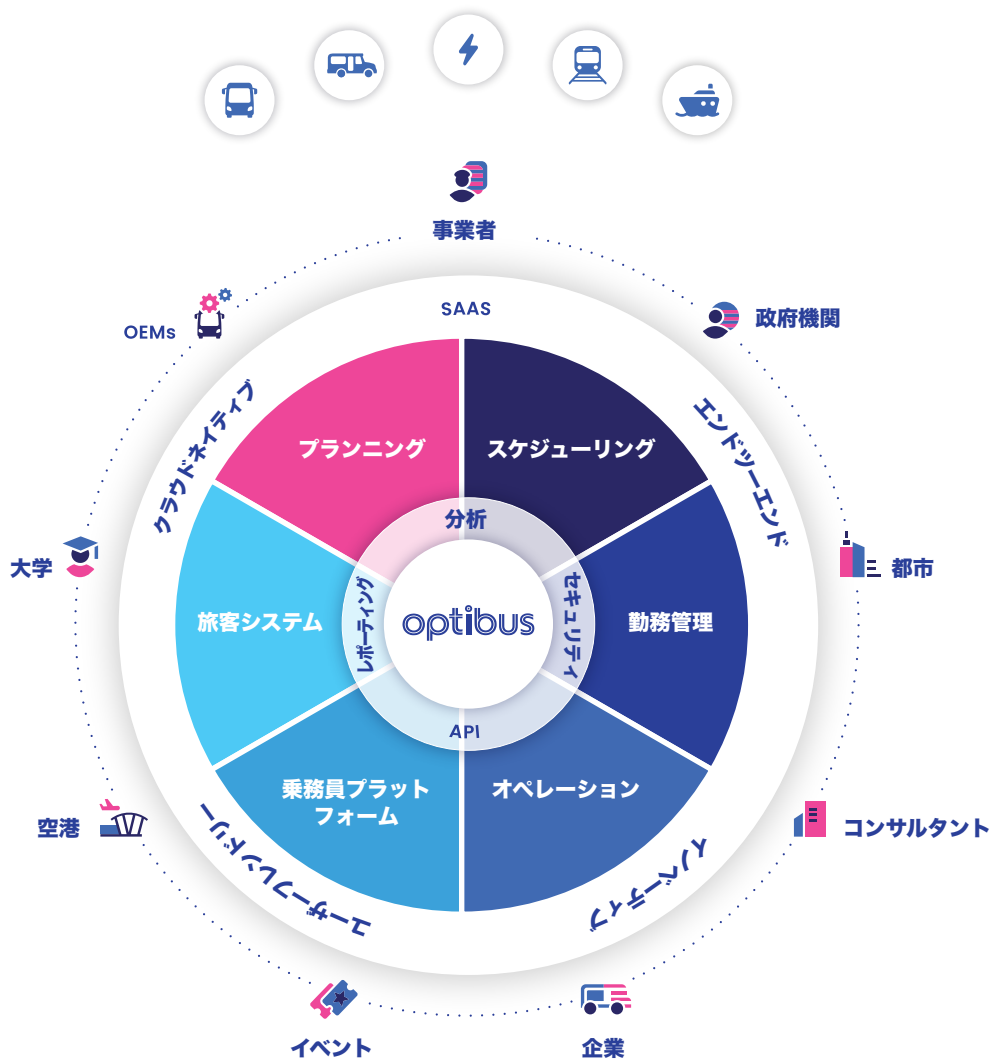 事業者
OEMs
政府機関
SAAS
クラウドネイティブ
エンドツーエンド
プランニング
スケジューリング
分析
大学
都市
旅客システム
レポーティング
optibus
セキュリティ
勤務管理
API
乗務員プラット
フォーム
オペレーション
空港
コンサルタント
ユーザーフレンドリー
イノベーティブ
イベント
企業